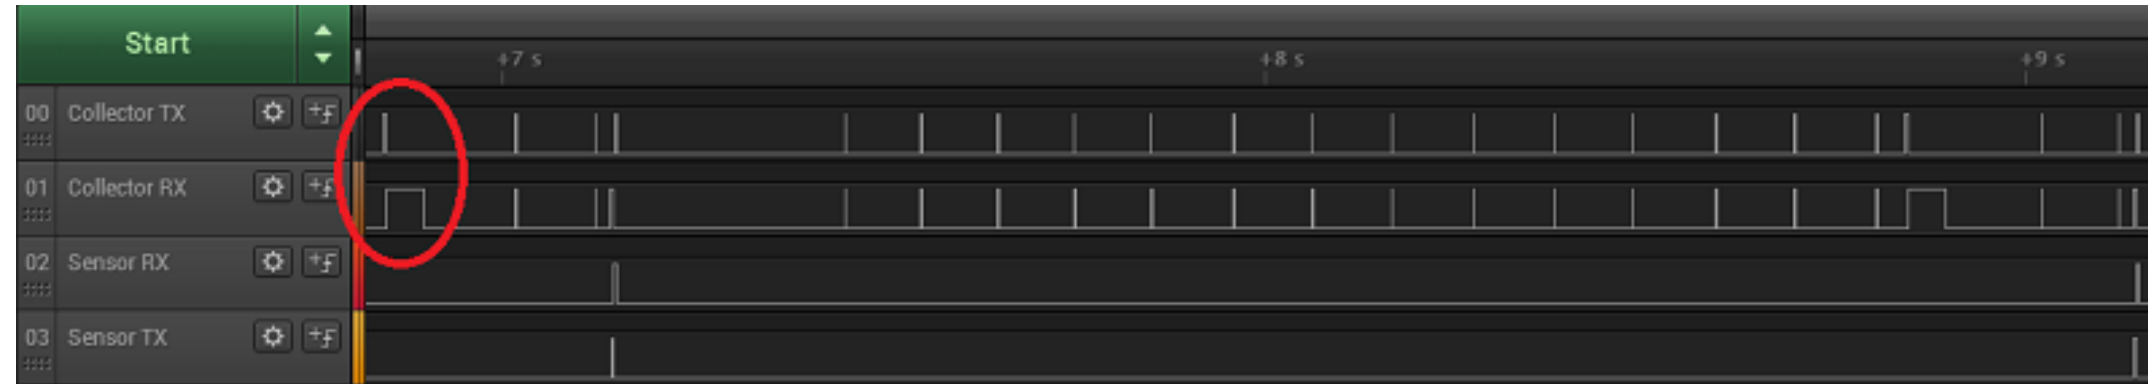 Start
+7 s
+8 s
+9 s
00 Collector TX
01 Collector RX
02 Sensor RX
03 Sensor TX